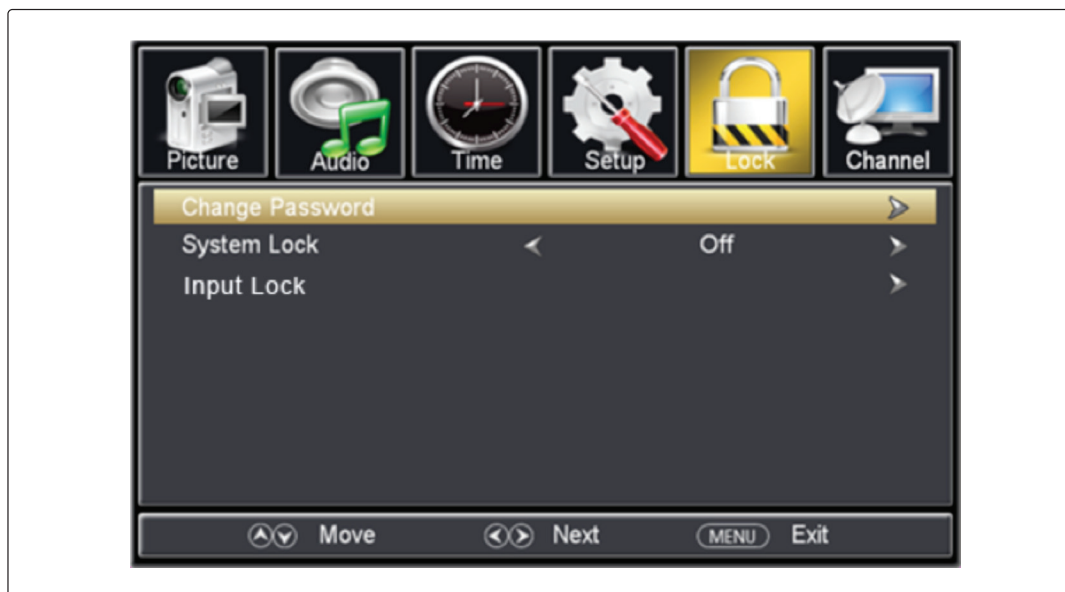 Picture Audio Time Setup Lock Channel
Change Password
System Lock Off
Input Lock
Move Next MENU Exit